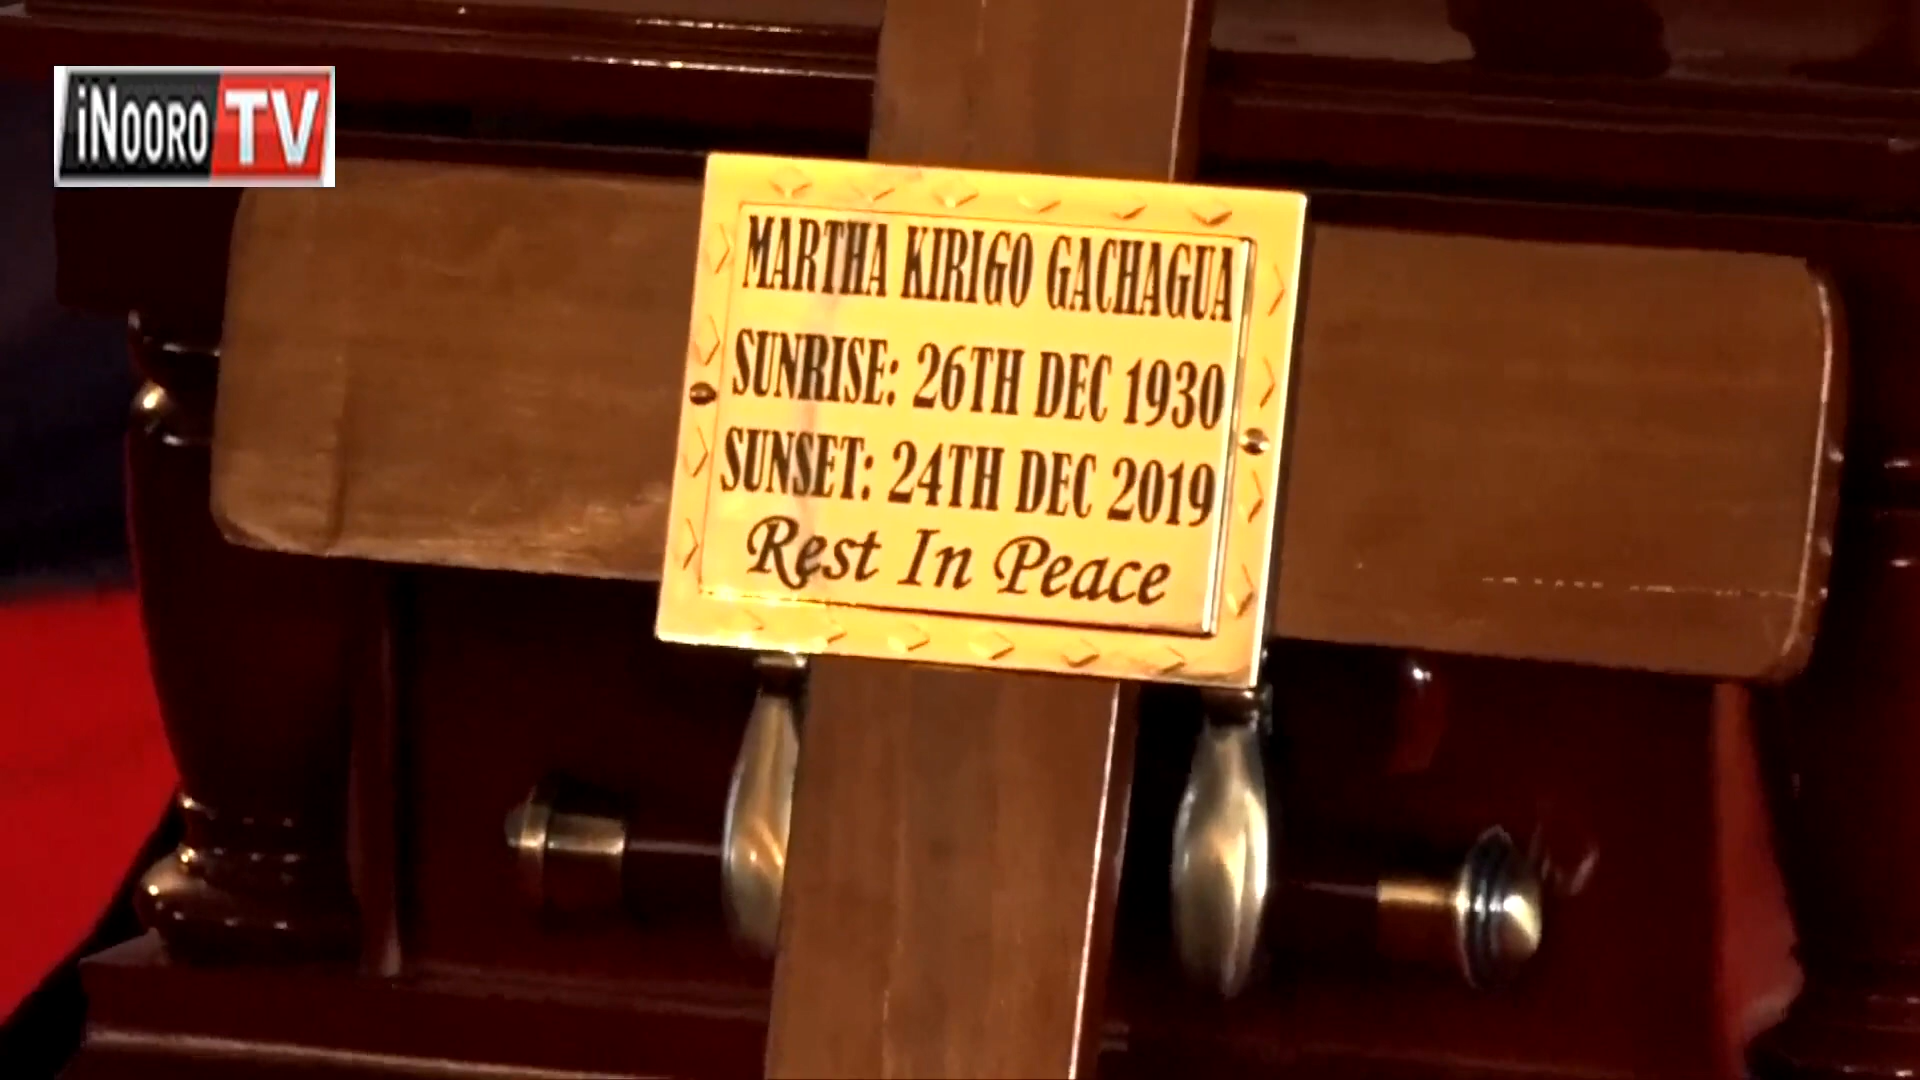 iNOORO TV
MARTHA KIRIGO GACHAGUA
SUNRISE: 26TH DEC 1930
SUNSET: 24TH DEC 2019
Rest In Peace